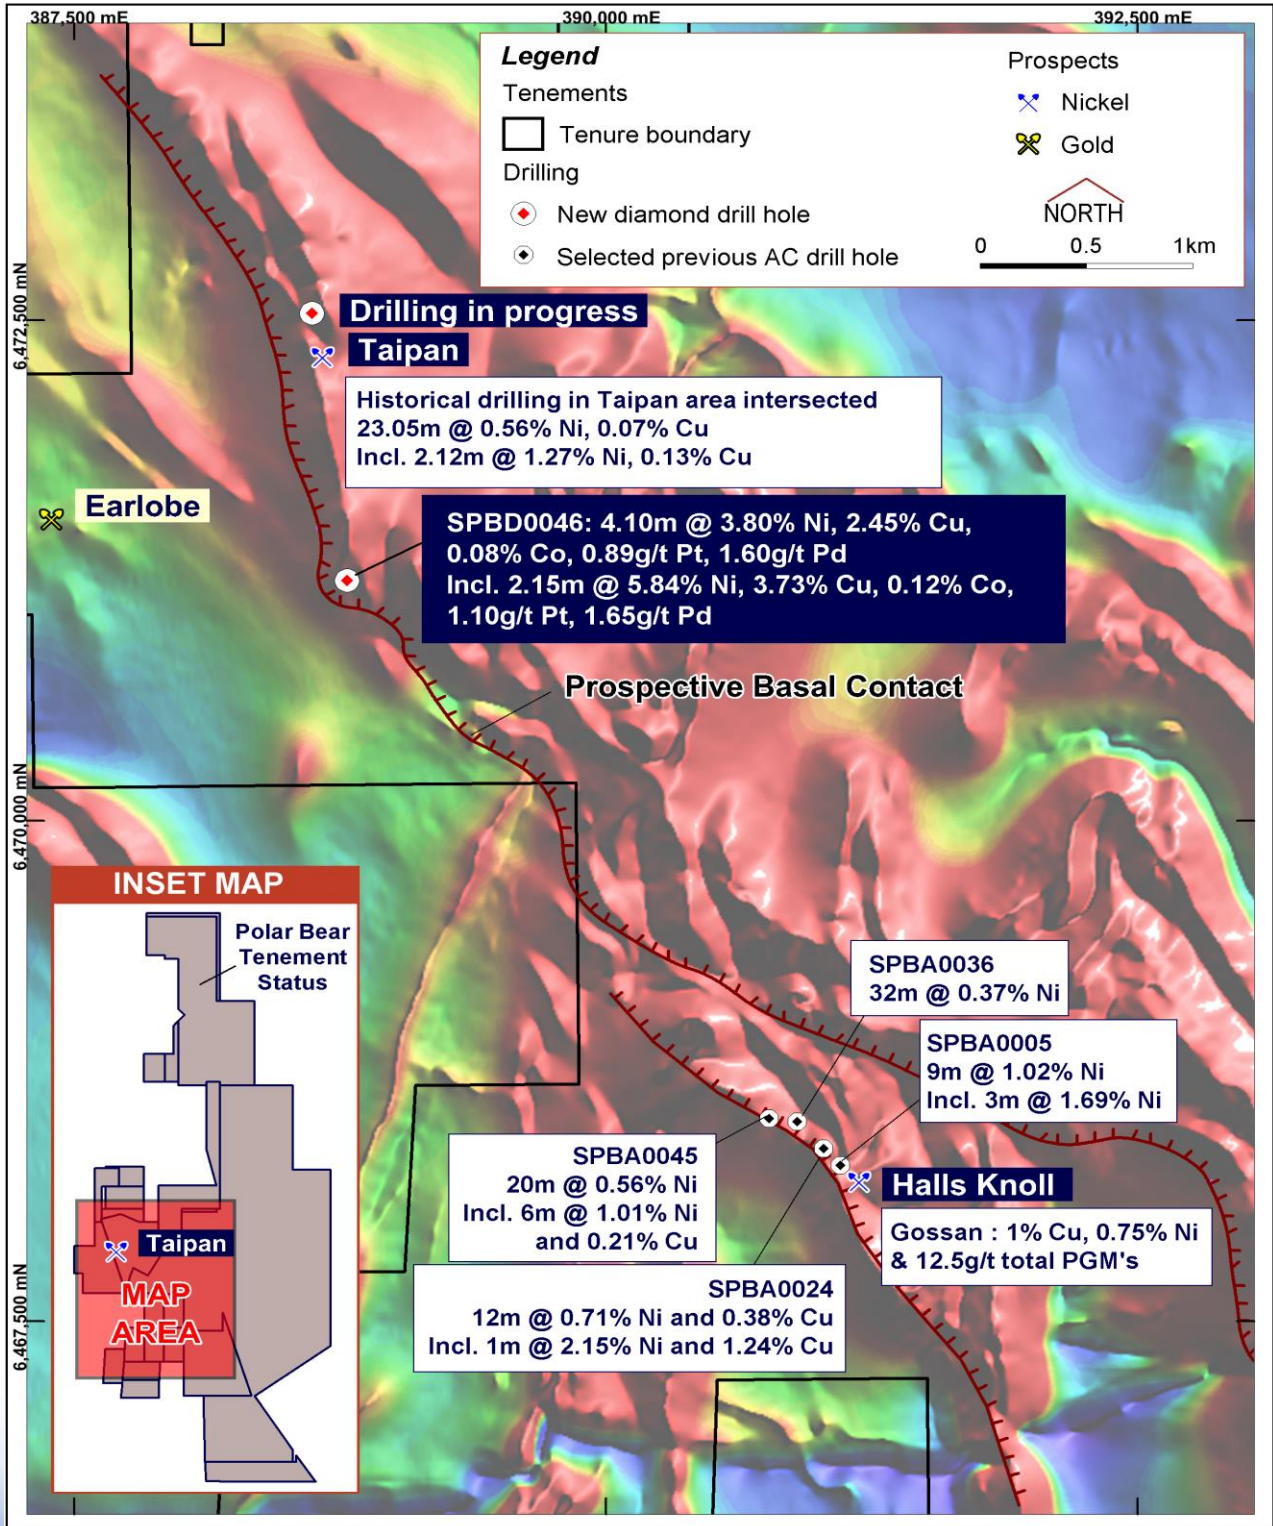 387,500 mE
390,000 mE
392,500 mE
Legend
Tenements
Tenure boundary
Drilling
New diamond drill hole
Selected previous AC drill hole
Prospects
Nickel
Gold
NORTH
0 0.5 1km
6,472,500 mN
Drilling in progress
Taipan
Historical drilling in Taipan area intersected
23.05m @ 0.56% Ni, 0.07% Cu
Incl. 2.12m @ 1.27% Ni, 0.13% Cu
Earlobe
SPBD0046: 4.10m @ 3.80% Ni, 2.45% Cu,
0.08% Co, 0.89g/t Pt, 1.60g/t Pd
Incl. 2.15m @ 5.84% Ni, 3.73% Cu, 0.12% Co,
1.10g/t Pt, 1.65g/t Pd
Prospective Basal Contact
6,470,000 mN
INSET MAP
Polar Bear
Tenement
Status
Taipan
MAP
AREA
SPBA0036
32m @ 0.37% Ni
SPBA0005
9m @ 1.02% Ni
Incl. 3m @ 1.69% Ni
SPBA0045
20m @ 0.56% Ni
Incl. 6m @ 1.01% Ni
and 0.21% Cu
Halls Knoll
Gossan : 1% Cu, 0.75% Ni
& 12.5g/t total PGM's
SPBA0024
12m @ 0.71% Ni and 0.38% Cu
Incl. 1m @ 2.15% Ni and 1.24% Cu
6,467,500 mN